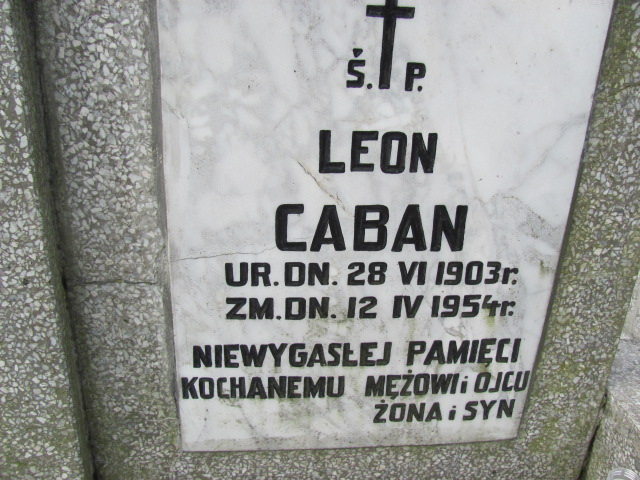 Ś. P.
LEON
CABAN
UR. DN. 28 VI 1903r.
ZM. DN. 12 IV 1954r.
NIEWYGASŁEJ PAMIĘCI
KOCHANEMU MĘŻOWI i OJCU
ŻONA i SYN